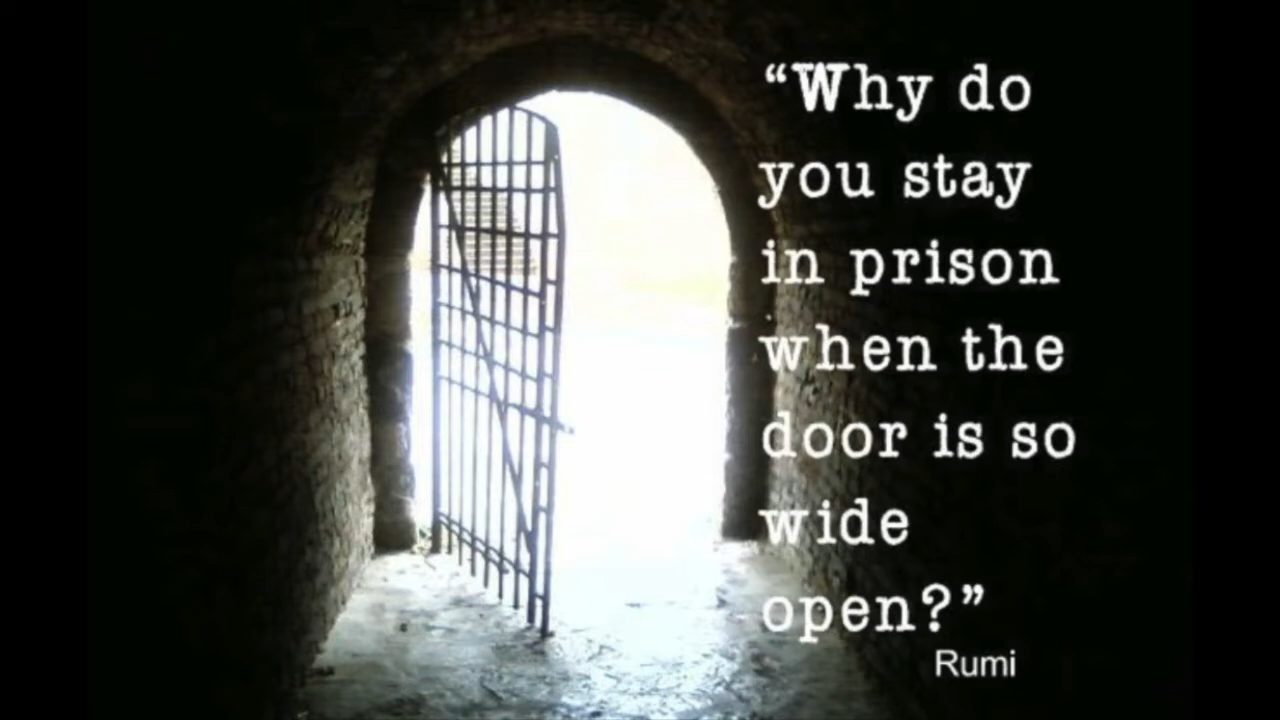 “Why do
you stay
in prison
when the
door is so
wide
open?”
Rumi